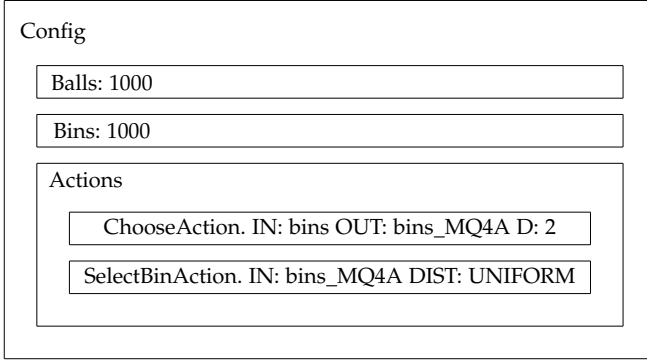 Config
Balls: 1000
Bins: 1000
Actions
ChooseAction. IN: bins OUT: bins_MQ4A D: 2
SelectBinAction. IN: bins_MQ4A DIST: UNIFORM